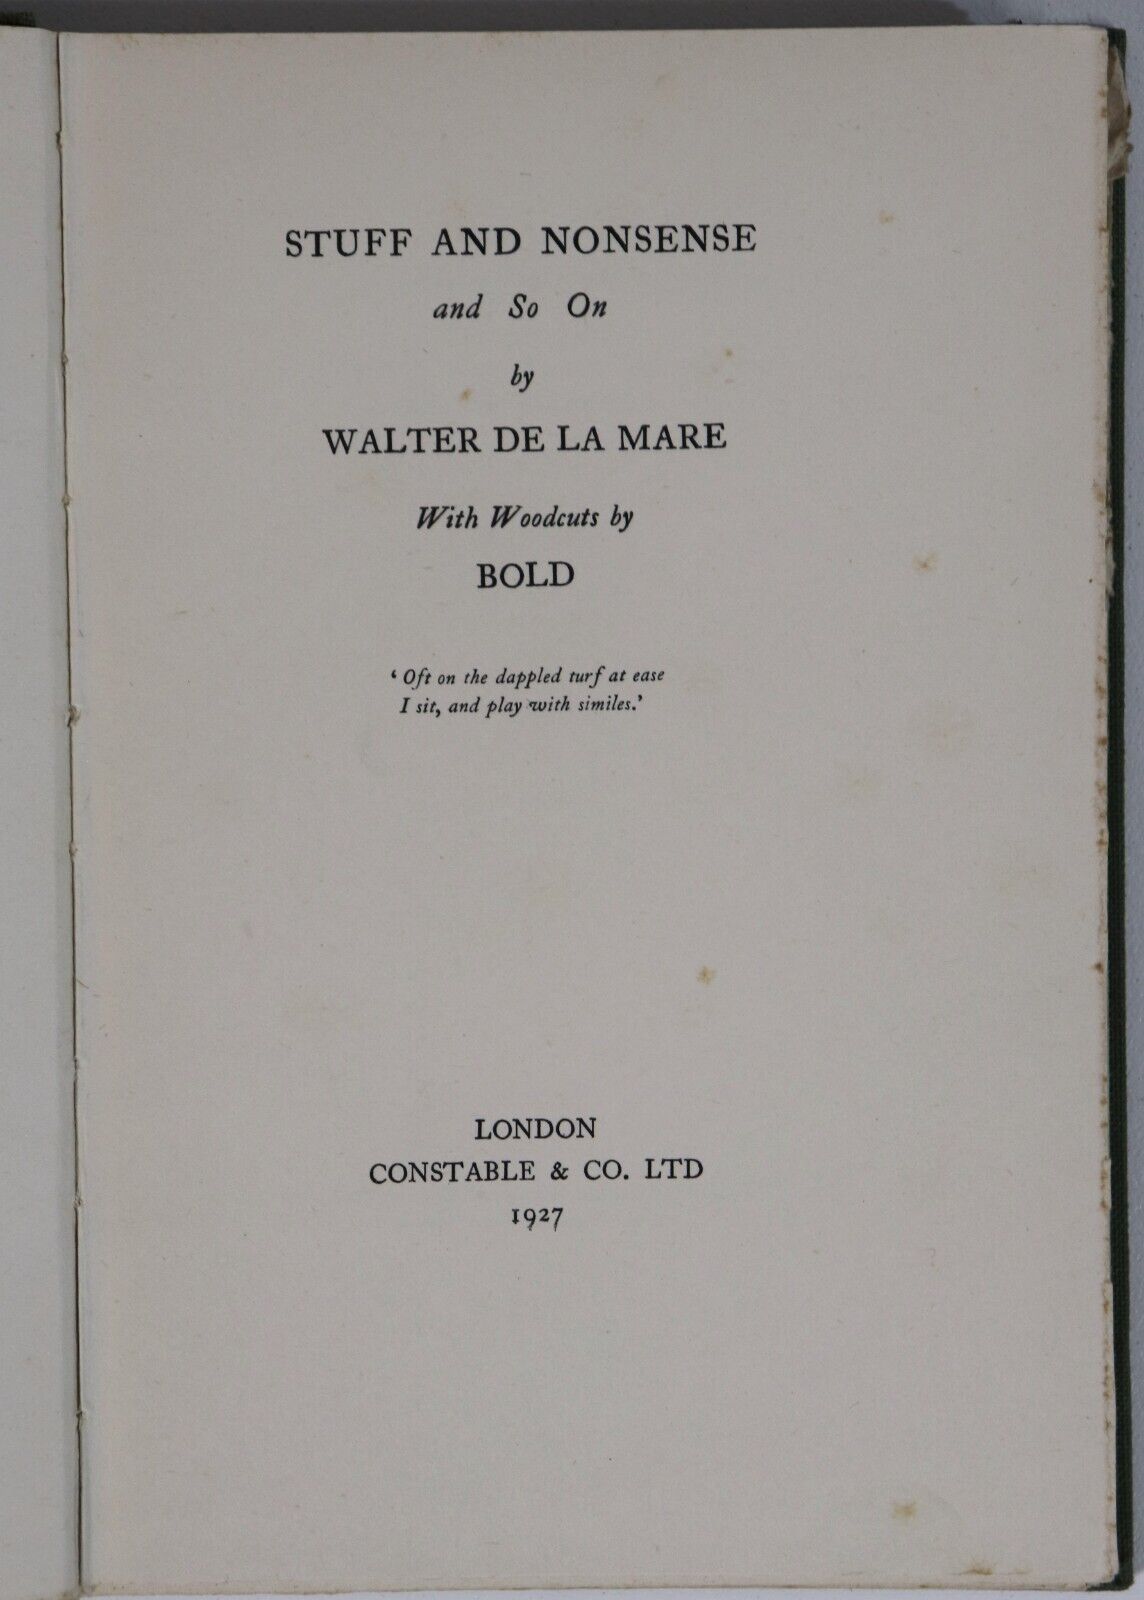 STUFF AND NONSENSE
and So On
by
WALTER DE LA MARE
With Woodcuts by
BOLD
‘Oft on the dappled turf at ease
I sit, and play with similes.’
LONDON
CONSTABLE & CO. LTD
1927